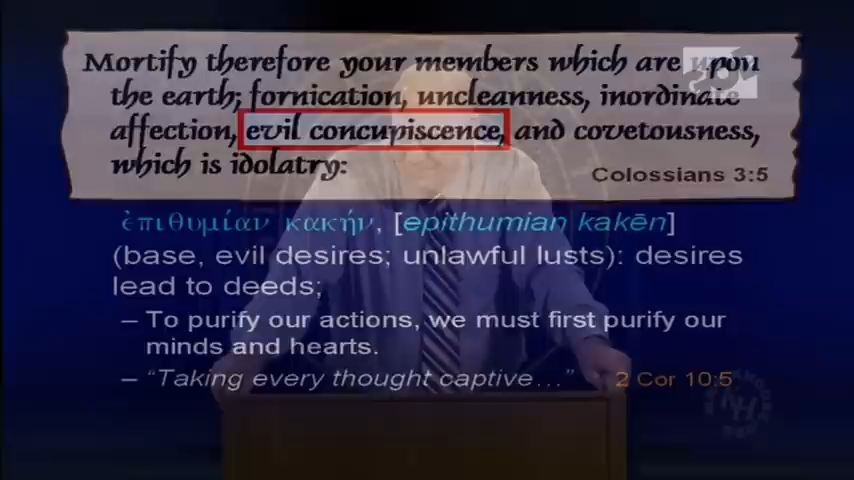 Mortify therefore your members which are upon
the earth; fornication, uncleanness, inordinate
affection, evil concupiscence, and covetousness,
which is idolatry:
Colossians 3:5
ἐπιθυμίαν κακήν, [epithumian kakēn]
(base, evil desires; unlawful lusts): desires
lead to deeds;
– To purify our actions, we must first purify our
minds and hearts.
– “Taking every thought captive…” 2 Cor 10:5